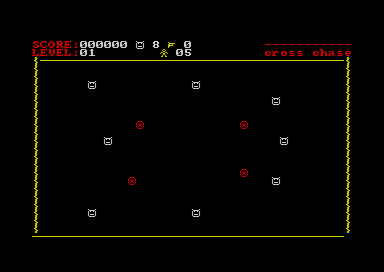 SCORE:000000 8 0 ----------
LEVEL:01 05 cross chase